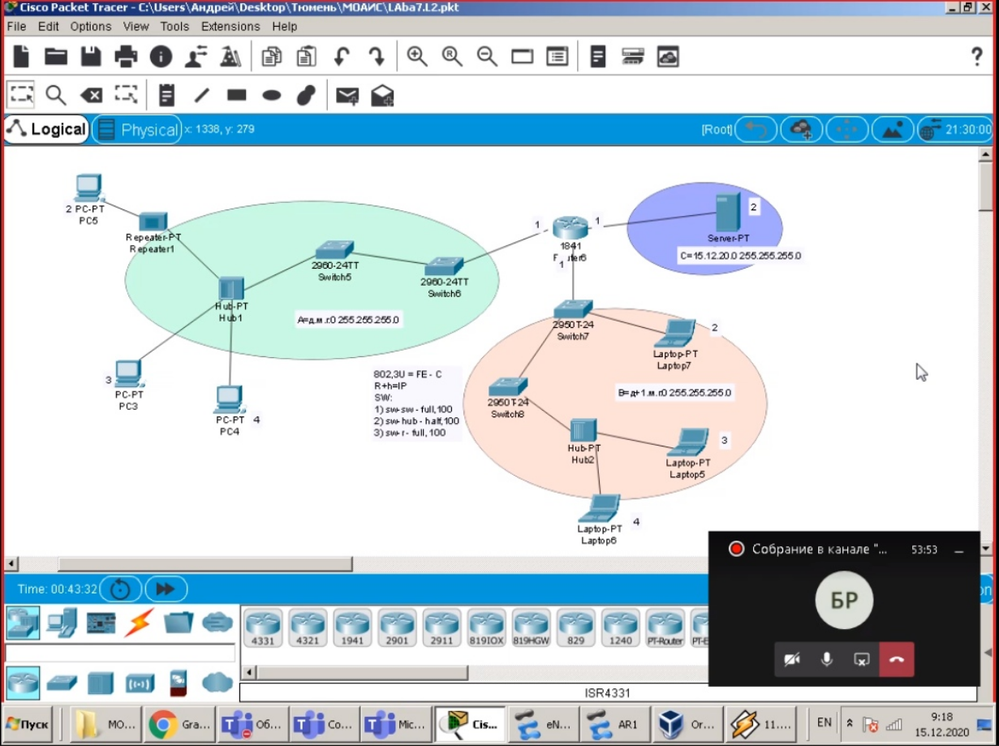 Cisco Packet Tracer - C:\Users\Андрей\Desktop\Тюмень\МОАИС\LAba7.L2.pkt
File Edit Options View Tools Extensions Help
?
Logical Physical x: 1338, y: 279 [Root] 21:30:00
2 PC-PT
PC5
Repeater-PT
Repeater1
2960-24TT
Switch5
2960-24TT
Switch6
Hub-PT
Hub1
A=д.м.г.0 255.255.255.0
3
PC-PT
PC3
PC-PT 4
PC4
1 1
1841
1
2
Server-PT
C=15.12.20.0 255.255.255.0
2950T-24
Switch7
2
Laptop-PT
Laptop7
802,3U = FE - C
R+h=IP
SW:
1) sw-sw - full,100
2) sw-hub - half,100
3) sw-r - full, 100
2950T-24
Switch8
B=д+1.м.г.0 255.255.255.0
Hub-PT
Hub2
3
Laptop-PT
Laptop5
Laptop-PT 4
Laptop6
Собрание в канале "... 53:53
БР
Time: 00:43:32
4331 4321 1941 2901 2911 819IOX 819HGW 829 1240 PT-Router PT-E
ISR4331
Пуск МО... Gra... Об... Co... Mic... Cis... eN... AR1 Or... 11.... EN 9:18
15.12.2020